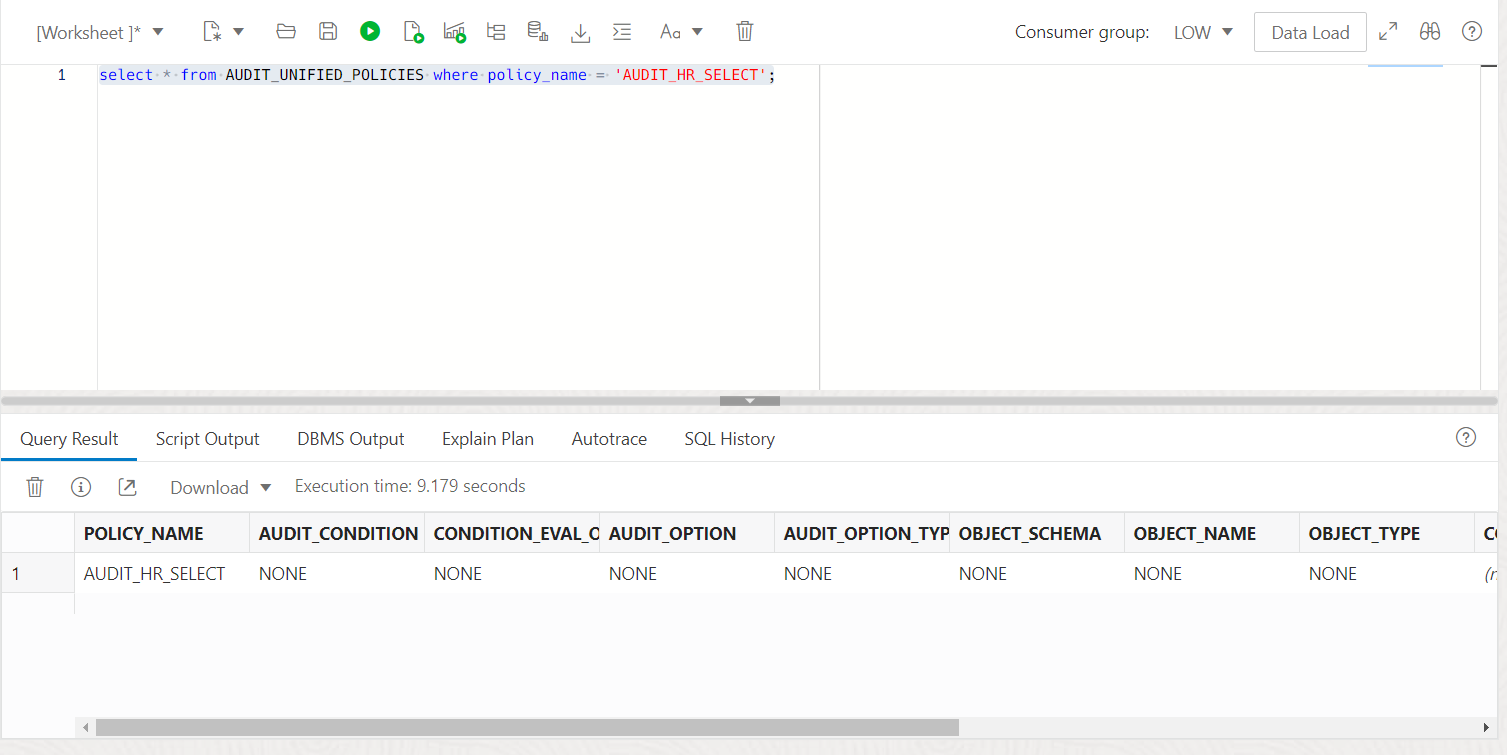 [Worksheet ]* Aa Consumer group: LOW Data Load
1 select * from AUDIT_UNIFIED_POLICIES where policy_name = 'AUDIT_HR_SELECT';
Query Result Script Output DBMS Output Explain Plan Autotrace SQL History
Download Execution time: 9.179 seconds
POLICY_NAME AUDIT_CONDITION CONDITION_EVAL_O AUDIT_OPTION AUDIT_OPTION_TYP OBJECT_SCHEMA OBJECT_NAME OBJECT_TYPE
1 AUDIT_HR_SELECT NONE NONE NONE NONE NONE NONE NONE